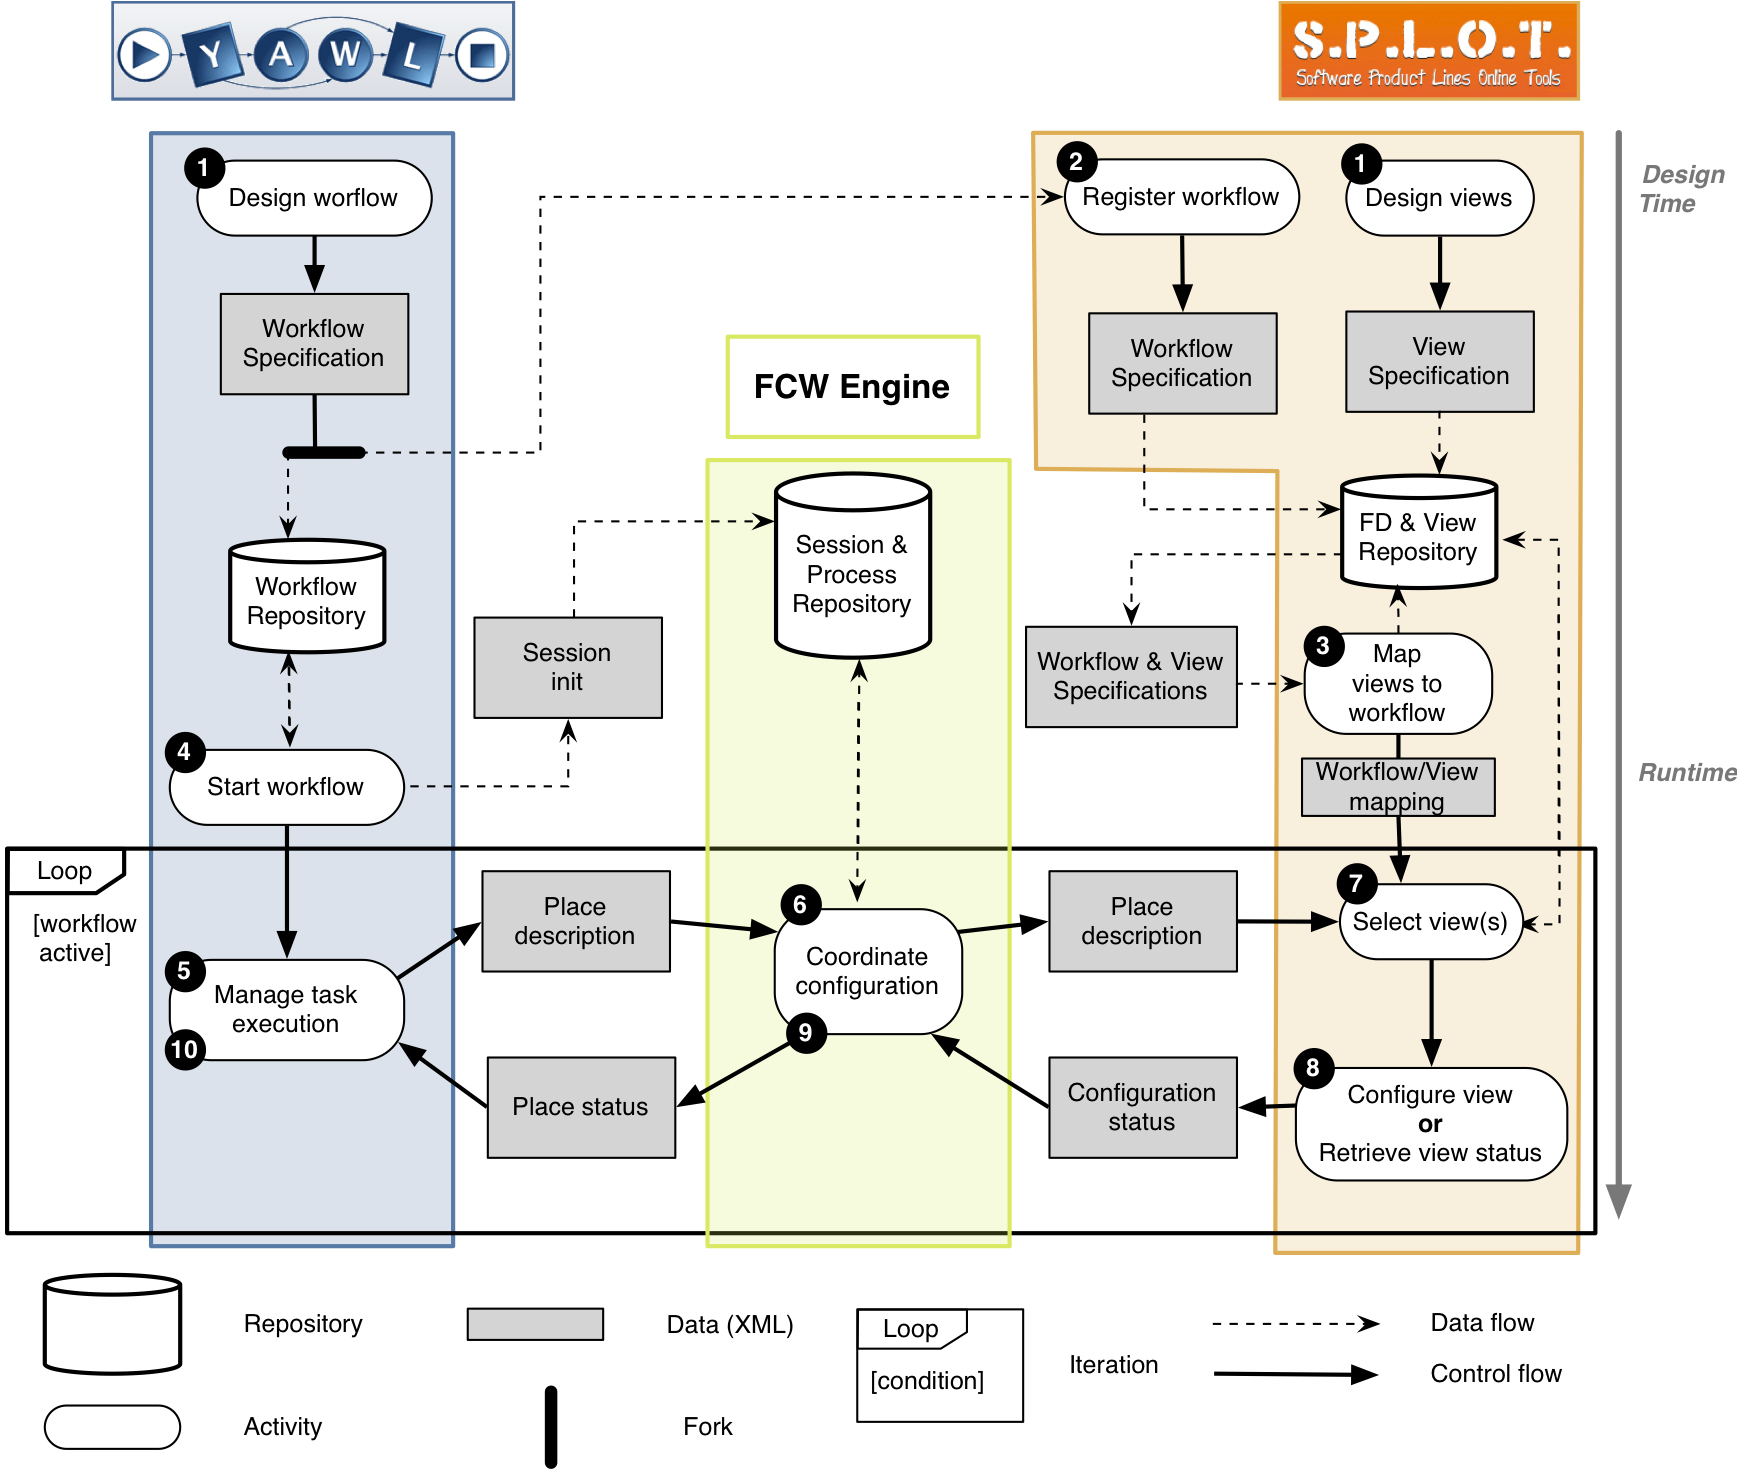 Y A W L
S.P.L.O.T.
Software Product Lines Online Tools
1
Design worflow
2
Register workflow
1
Design views
Design
Time
Workflow
Specification
Workflow
Specification
View
Specification
FCW Engine
Workflow
Repository
Session &
Process
Repository
FD & View
Repository
Session
init
Workflow & View
Specifications
3
Map
views to
workflow
4
Start workflow
Workflow/View
mapping
Runtime
Loop
[workflow
active]
Place
description
6
Coordinate
configuration
9
Place
description
7
Select view(s)
5
Manage task
execution
10
Place status
Configuration
status
8
Configure view
or
Retrieve view status
Repository
Data (XML)
Loop
[condition]
Iteration
Data flow
Control flow
Activity
Fork